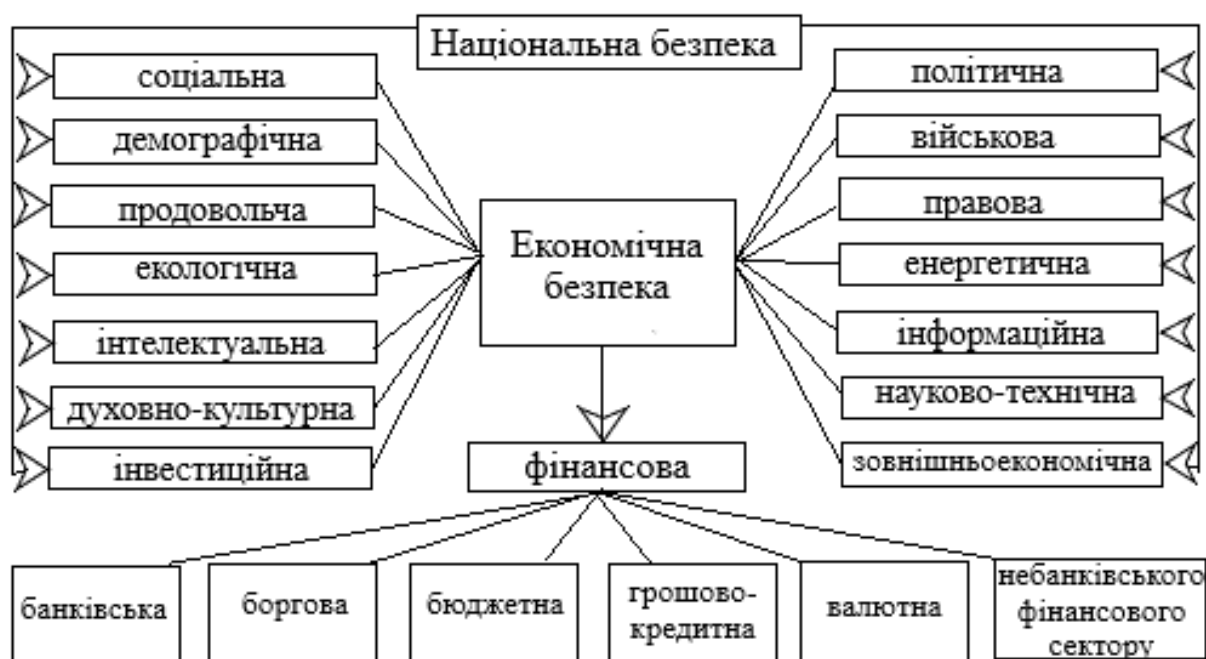 Національна безпека
соціальна
демографічна
продовольча
екологічна
інтелектуальна
духовно-культурна
інвестиційна
Економічна
безпека
політична
військова
правова
енергетична
інформаційна
науково-технічна
зовнішньоекономічна
фінансова
банківська
боргова
бюджетна
грошово-
кредитна
валютна
небанківського
фінансового
сектору